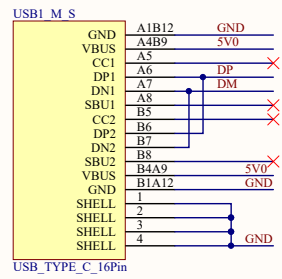 USB1_M_S
GND A1B12 GND
VBUS A4B9 5V0
CC1 A5
DP1 A6 DP
DN1 A7 DM
SBU1 A8
CC2 B5
DP2 B6
DN2 B7
SBU2 B8
VBUS B4A9 5V0
GND B1A12 GND
SHELL 1
SHELL 2
SHELL 3
SHELL 4 GND
USB_TYPE_C_16Pin